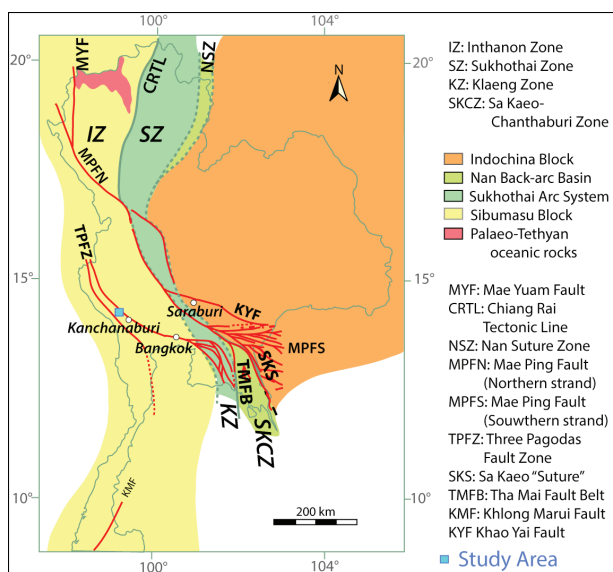 100°
104°
20°
20°
MYF
CRTL
NSZ
N
IZ
SZ
MPFN
TPFZ
15°
15°
Saraburi
KYF
Kanchanaburi
Bangkok
MPFS
SKS
TMFB
KZ
SKCZ
KMF
10°
10°
200 km
100°
104°
IZ: Inthanon Zone
SZ: Sukhothai Zone
KZ: Klaeng Zone
SKCZ: Sa Kaeo-
Chanthaburi Zone
Indochina Block
Nan Back-arc Basin
Sukhothai Arc System
Sibumasu Block
Palaeo-Tethyan
oceanic rocks
MYF: Mae Yuam Fault
CRTL: Chiang Rai
Tectonic Line
NSZ: Nan Suture Zone
MPFN: Mae Ping Fault
(Northern strand)
MPFS: Mae Ping Fault
(Souwthern strand)
TPFZ: Three Pagodas
Fault Zone
SKS: Sa Kaeo "Suture"
TMFB: Tha Mai Fault Belt
KMF: Khlong Marui Fault
KYF Khao Yai Fault
Study Area